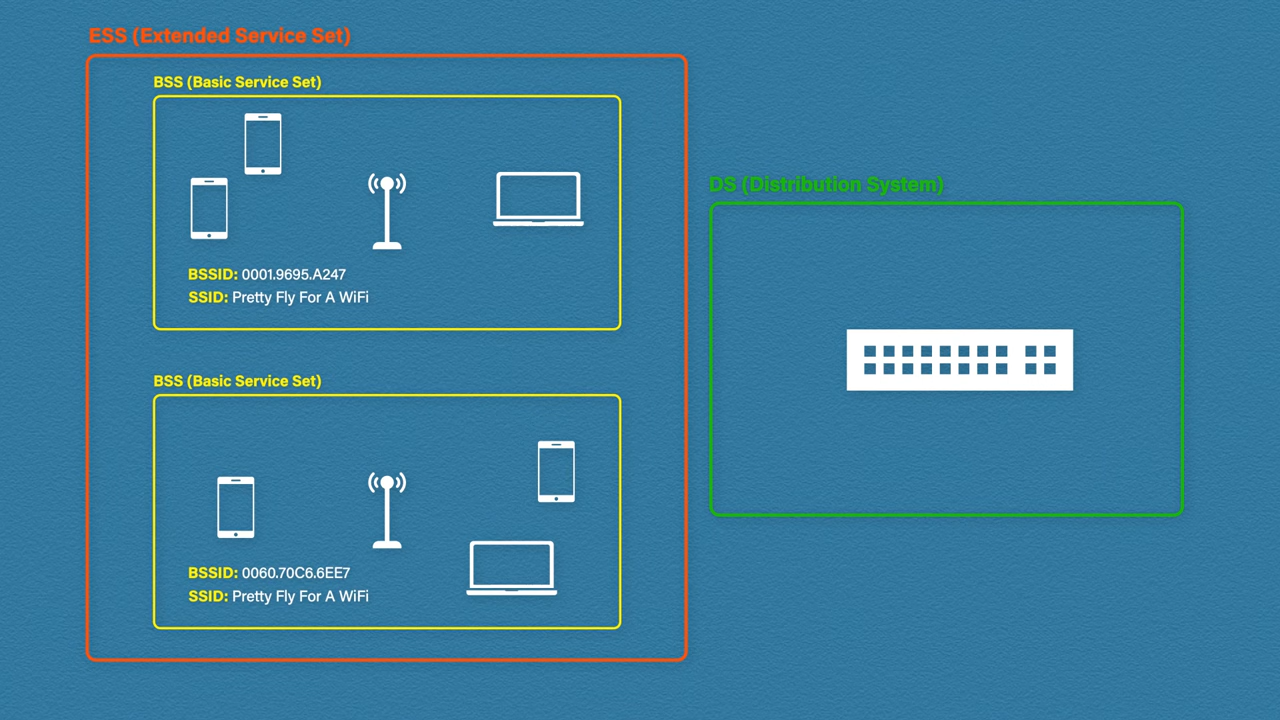 ESS (Extended Service Set)
BSS (Basic Service Set)
BSSID: 0001.9695.A247
SSID: Pretty Fly For A WiFi
BSS (Basic Service Set)
BSSID: 0060.70C6.6EE7
SSID: Pretty Fly For A WiFi
DS (Distribution System)